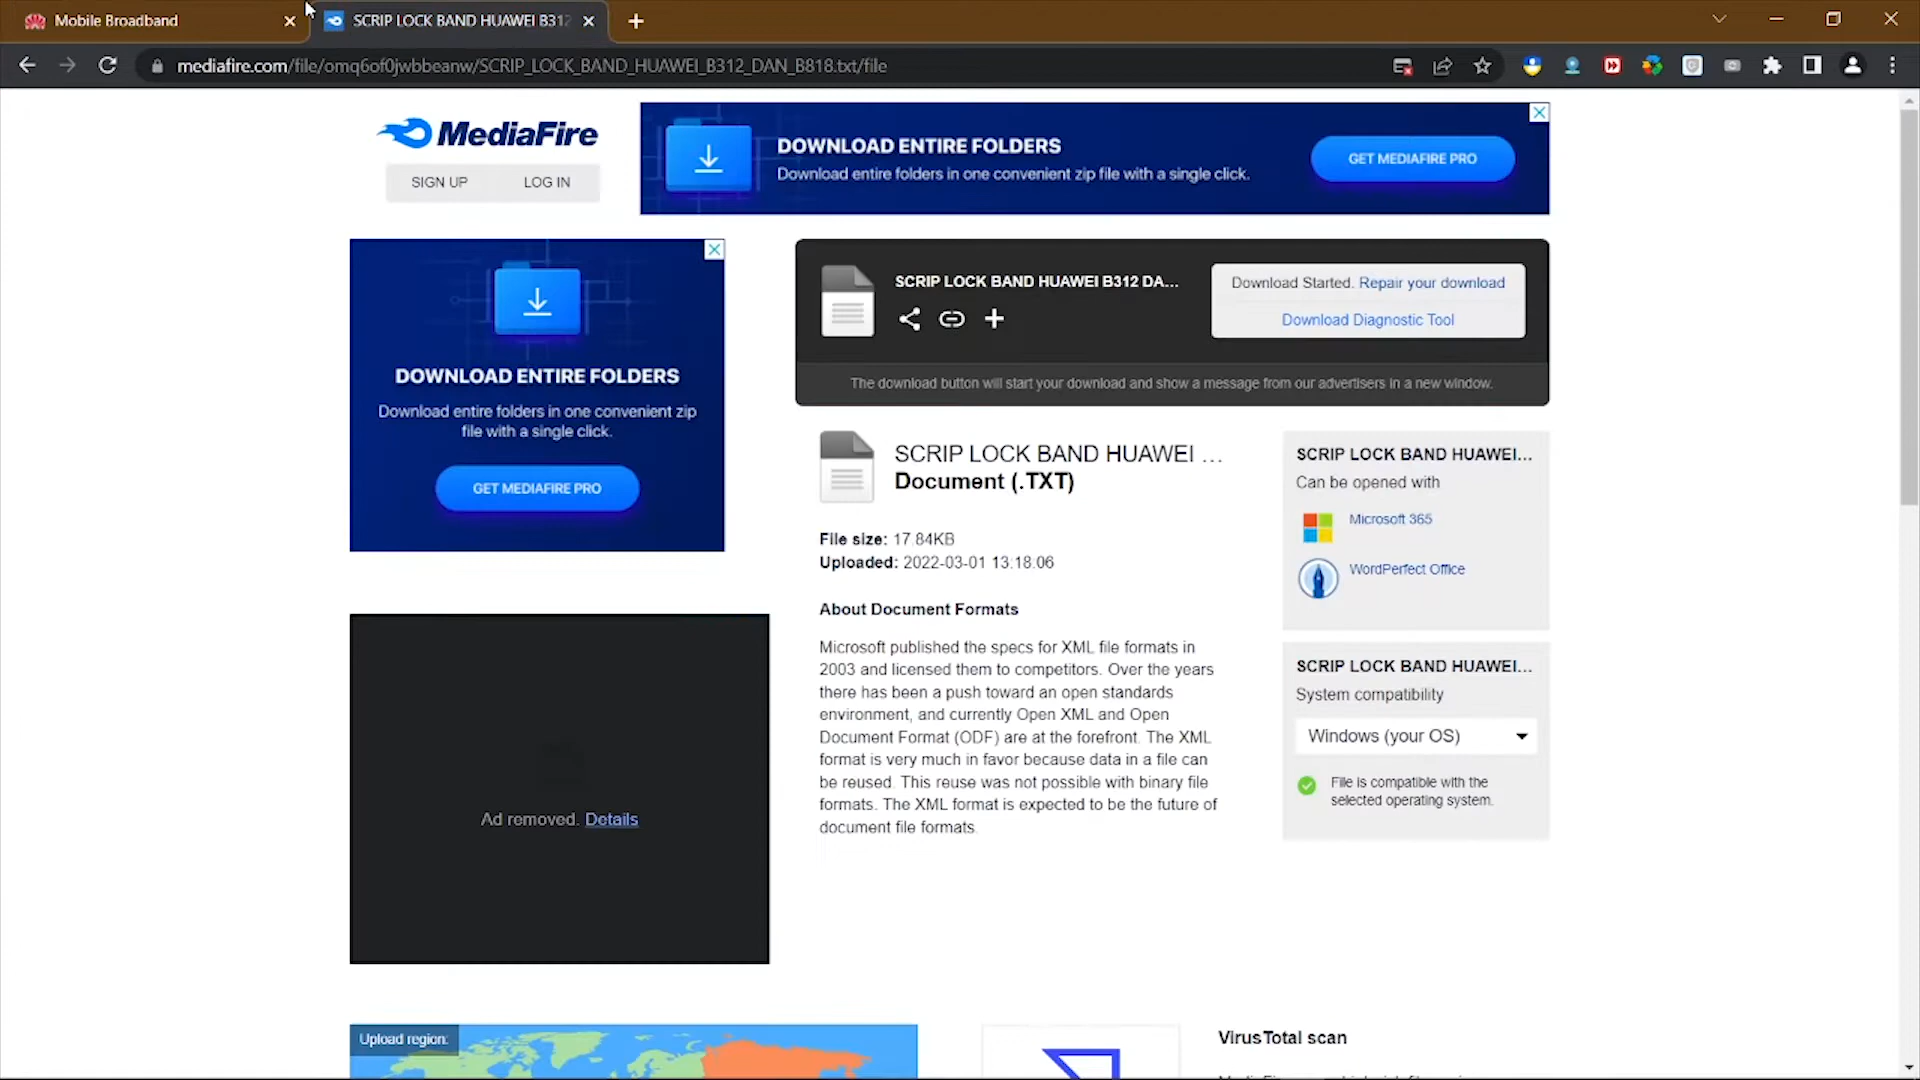 Mobile Broadband
SCRIP LOCK BAND HUAWEI B312
mediafire.com/file/omq6of0jwbbeanw/SCRIP_LOCK_BAND_HUAWEI_B312_DAN_B818.txt/file
MediaFire
SIGN UP
LOG IN
DOWNLOAD ENTIRE FOLDERS
Download entire folders in one convenient zip file with a single click.
GET MEDIAFIRE PRO
DOWNLOAD ENTIRE FOLDERS
Download entire folders in one convenient zip
file with a single click.
GET MEDIAFIRE PRO
SCRIP LOCK BAND HUAWEI B312 DA...
Download Started. Repair your download
Download Diagnostic Tool
The download button will start your download and show a message from our advertisers in a new window.
SCRIP LOCK BAND HUAWEI ...
Document (.TXT)
File size: 17.84KB
Uploaded: 2022-03-01 13:18:06
About Document Formats
Microsoft published the specs for XML file formats in
2003 and licensed them to competitors. Over the years
there has been a push toward an open standards
environment, and currently Open XML and Open
Document Format (ODF) are at the forefront. The XML
format is very much in favor because data in a file can
be reused. This reuse was not possible with binary file
formats. The XML format is expected to be the future of
document file formats.
SCRIP LOCK BAND HUAWEI...
Can be opened with
Microsoft 365
WordPerfect Office
SCRIP LOCK BAND HUAWEI...
System compatibility
Windows (your OS)
File is compatible with the
selected operating system.
Ad removed. Details
Upload region:
VirusTotal scan